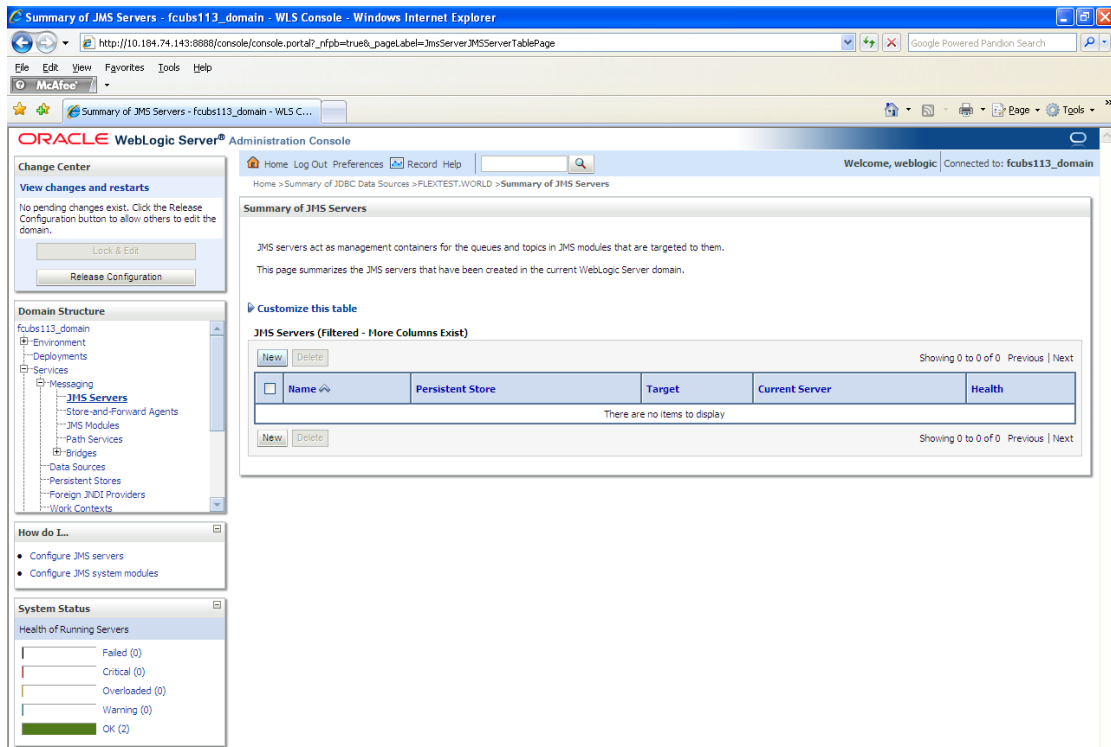 Summary of JMS Servers - fcubs113_domain - WLS Console - Windows Internet Explorer
http://10.184.74.143:8888/console/console.portal?_nfpb=true&_pageLabel=JmsServerJMSServerTablePage
Google Powered Pandion Search
File Edit View Favorites Tools Help
McAfee
Summary of JMS Servers - fcubs113_domain - WLS C...
Page Tools
ORACLE WebLogic Server® Administration Console
Change Center
View changes and restarts
No pending changes exist. Click the Release
Configuration button to allow others to edit the
domain.
Lock & Edit
Release Configuration
Domain Structure
fcubs113_domain
Environment
Deployments
Services
Messaging
JMS Servers
Store-and-Forward Agents
JMS Modules
Path Services
Bridges
Data Sources
Persistent Stores
Foreign JNDI Providers
Work Contexts
How do I...
Configure JMS servers
Configure JMS system modules
System Status
Health of Running Servers
Failed (0)
Critical (0)
Overloaded (0)
Warning (0)
OK (2)
Home Log Out Preferences Record Help
Welcome, weblogic Connected to: fcubs113_domain
Home >Summary of JDBC Data Sources >FLEXTEST.WORLD >Summary of JMS Servers
Summary of JMS Servers
JMS servers act as management containers for the queues and topics in JMS modules that are targeted to them.
This page summarizes the JMS servers that have been created in the current WebLogic Server domain.
Customize this table
JMS Servers (Filtered - More Columns Exist)
New Delete Showing 0 to 0 of 0 Previous | Next
Name Persistent Store Target Current Server Health
There are no items to display
New Delete Showing 0 to 0 of 0 Previous | Next